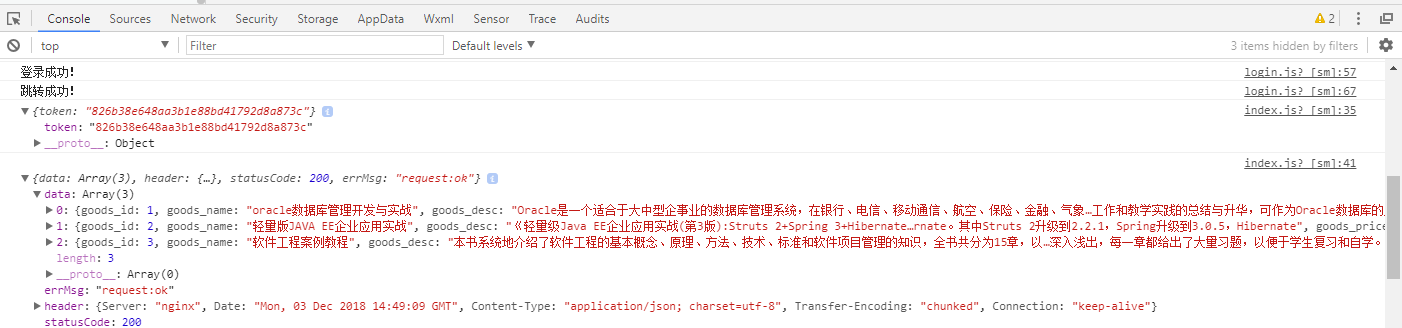 Console Sources Network Security Storage AppData Wxml Sensor Trace Audits 2
top Filter Default levels 3 items hidden by filters
登录成功! login.js? [sm]:57
跳转成功! login.js? [sm]:67
{token: "826b38e648aa3b1e88bd41792d8a873c"} index.js? [sm]:35
token: "826b38e648aa3b1e88bd41792d8a873c"
__proto__: Object
index.js? [sm]:41
{data: Array(3), header: {…}, statusCode: 200, errMsg: "request:ok"}
data: Array(3)
0: {goods_id: 1, goods_name: "oracle数据库管理开发与实战", goods_desc: "Oracle是一个适合于大中型企事业的数据库管理系统，在银行、电信、移动通信、航空、保险、金融、气象…工作和教学实践的总结与升华，可作为Oracle数据库的
1: {goods_id: 2, goods_name: "轻量版JAVA EE企业应用实战", goods_desc: "《轻量级Java EE企业应用实战(第3版):Struts 2+Spring 3+Hibernate…rnate。其中Struts 2升级到2.2.1，Spring升级到3.0.5，Hibernate", goods_price
2: {goods_id: 3, goods_name: "软件工程案例教程", goods_desc: "本书系统地介绍了软件工程的基本概念、原理、方法、技术、标准和软件项目管理的知识，全书共分为15章，以…深入浅出，每一章都给出了大量习题，以便于学生复习和自学。
length: 3
__proto__: Array(0)
errMsg: "request:ok"
header: {Server: "nginx", Date: "Mon, 03 Dec 2018 14:49:09 GMT", Content-Type: "application/json; charset=utf-8", Transfer-Encoding: "chunked", Connection: "keep-alive"}
statusCode: 200